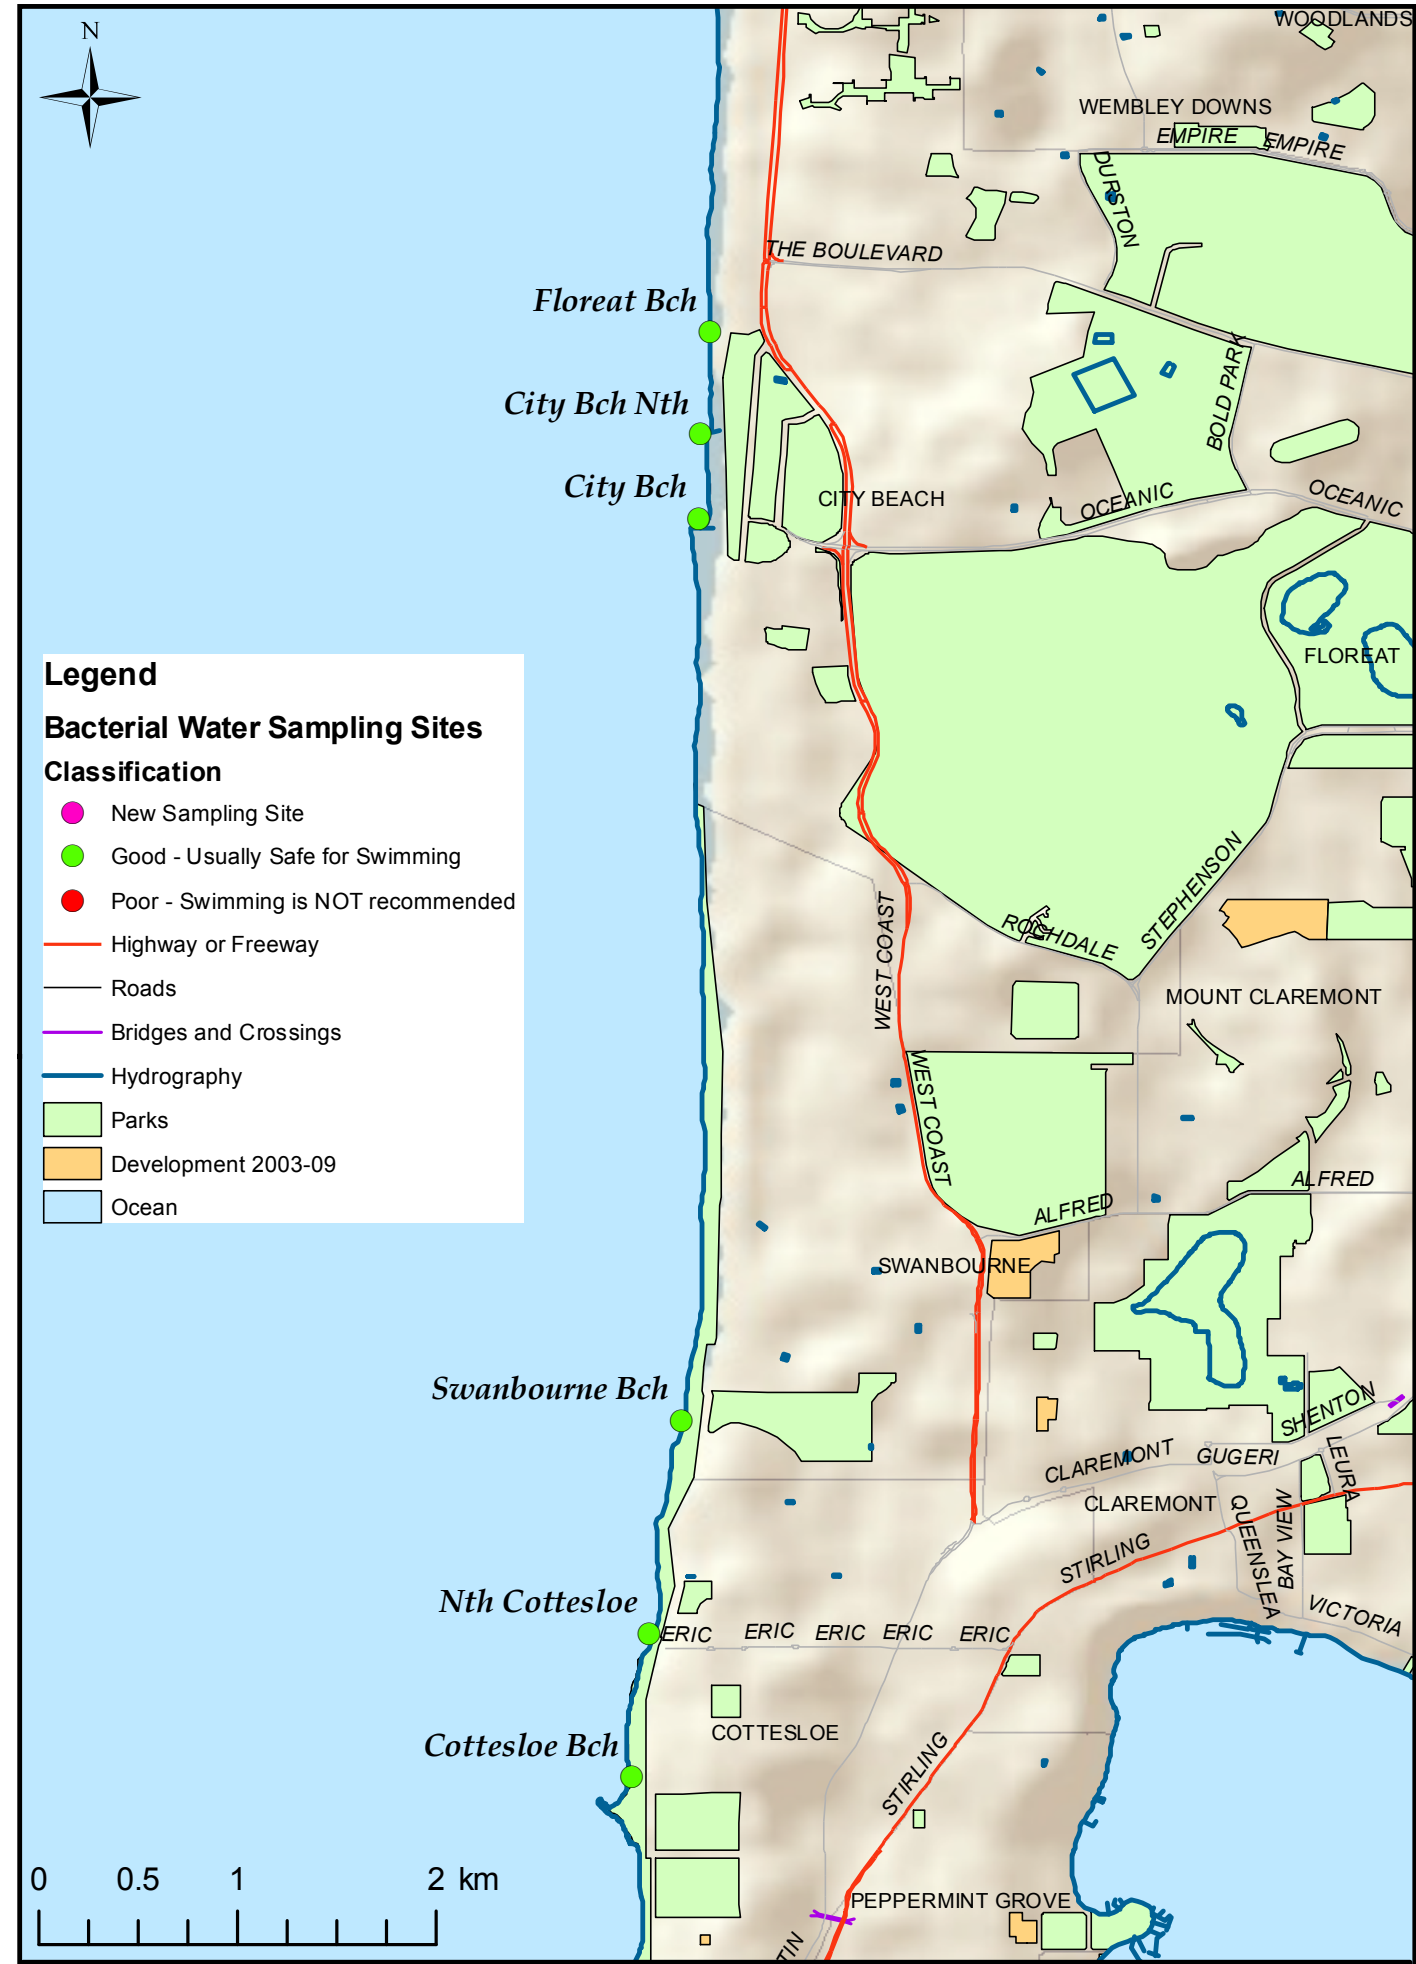 N
WOODLANDS
WEMBLEY DOWNS
EMPIRE
EMPIRE
DURSTON
THE BOULEVARD
Floreat Bch
BOLD PARK
City Bch Nth
City Bch
CITY BEACH
OCEANIC
OCEANIC
FLOREAT
Legend
Bacterial Water Sampling Sites
Classification
New Sampling Site
Good - Usually Safe for Swimming
Poor - Swimming is NOT recommended
Highway or Freeway
Roads
Bridges and Crossings
Hydrography
Parks
Development 2003-09
Ocean
STEPHENSON
ROCHDALE
WEST COAST
MOUNT CLAREMONT
WEST COAST
ALFRED
ALFRED
SWANBOURNE
Swanbourne Bch
SHENTON
CLAREMONT
GUGERI
LEURA
CLAREMONT
QUEENSLEA
BAY VIEW
STIRLING
VICTORIA
Nth Cottesloe
ERIC
ERIC
ERIC
ERIC
ERIC
COTTESLOE
Cottesloe Bch
STIRLING
0 0.5 1 2 km
PEPPERMINT GROVE
TIN